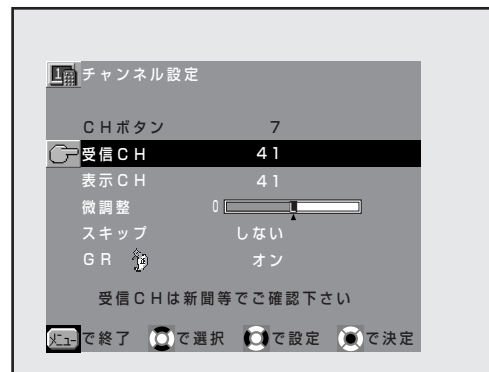 チャンネル設定
CHボタン 7
受信CH 41
表示CH 41
微調整 0
スキップ しない
GR オン
受信CHは新聞等でご確認下さい
メニューで終了 で選択 で設定 で決定